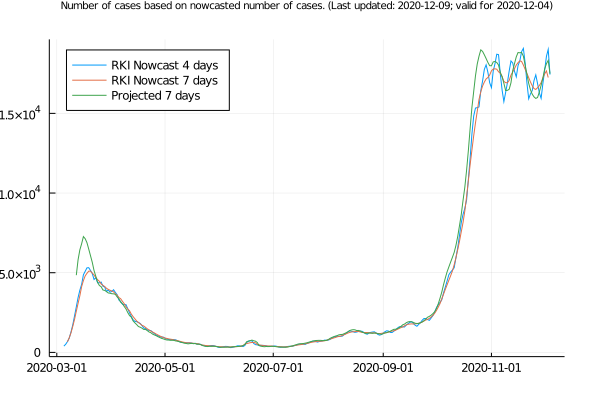 Number of cases based on nowcasted number of cases. (Last updated: 2020-12-09; valid for 2020-12-04)
RKI Nowcast 4 days
RKI Nowcast 7 days
Projected 7 days
1.5×10⁴
1.0×10⁴
5.0×10³
0
2020-03-01 2020-05-01 2020-07-01 2020-09-01 2020-11-01